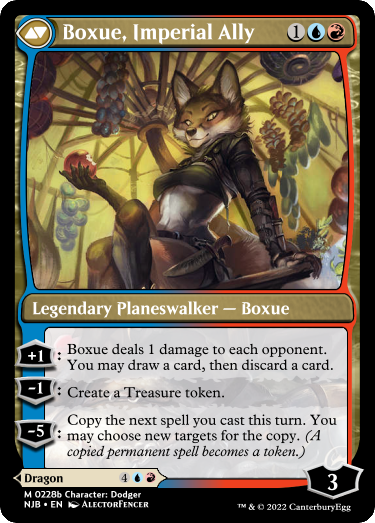 Boxue, Imperial Ally 1
Legendary Planeswalker — Boxue
+1 : Boxue deals 1 damage to each opponent.
You may draw a card, then discard a card.
-1 : Create a Treasure token.
-5 : Copy the next spell you cast this turn. You
may choose new targets for the copy. (A
copied permanent spell becomes a token.)
Dragon 4
3
M 0228b Character: Dodger
NJB • EN AlectorFencer
™ & © 2022 CanterburyEgg